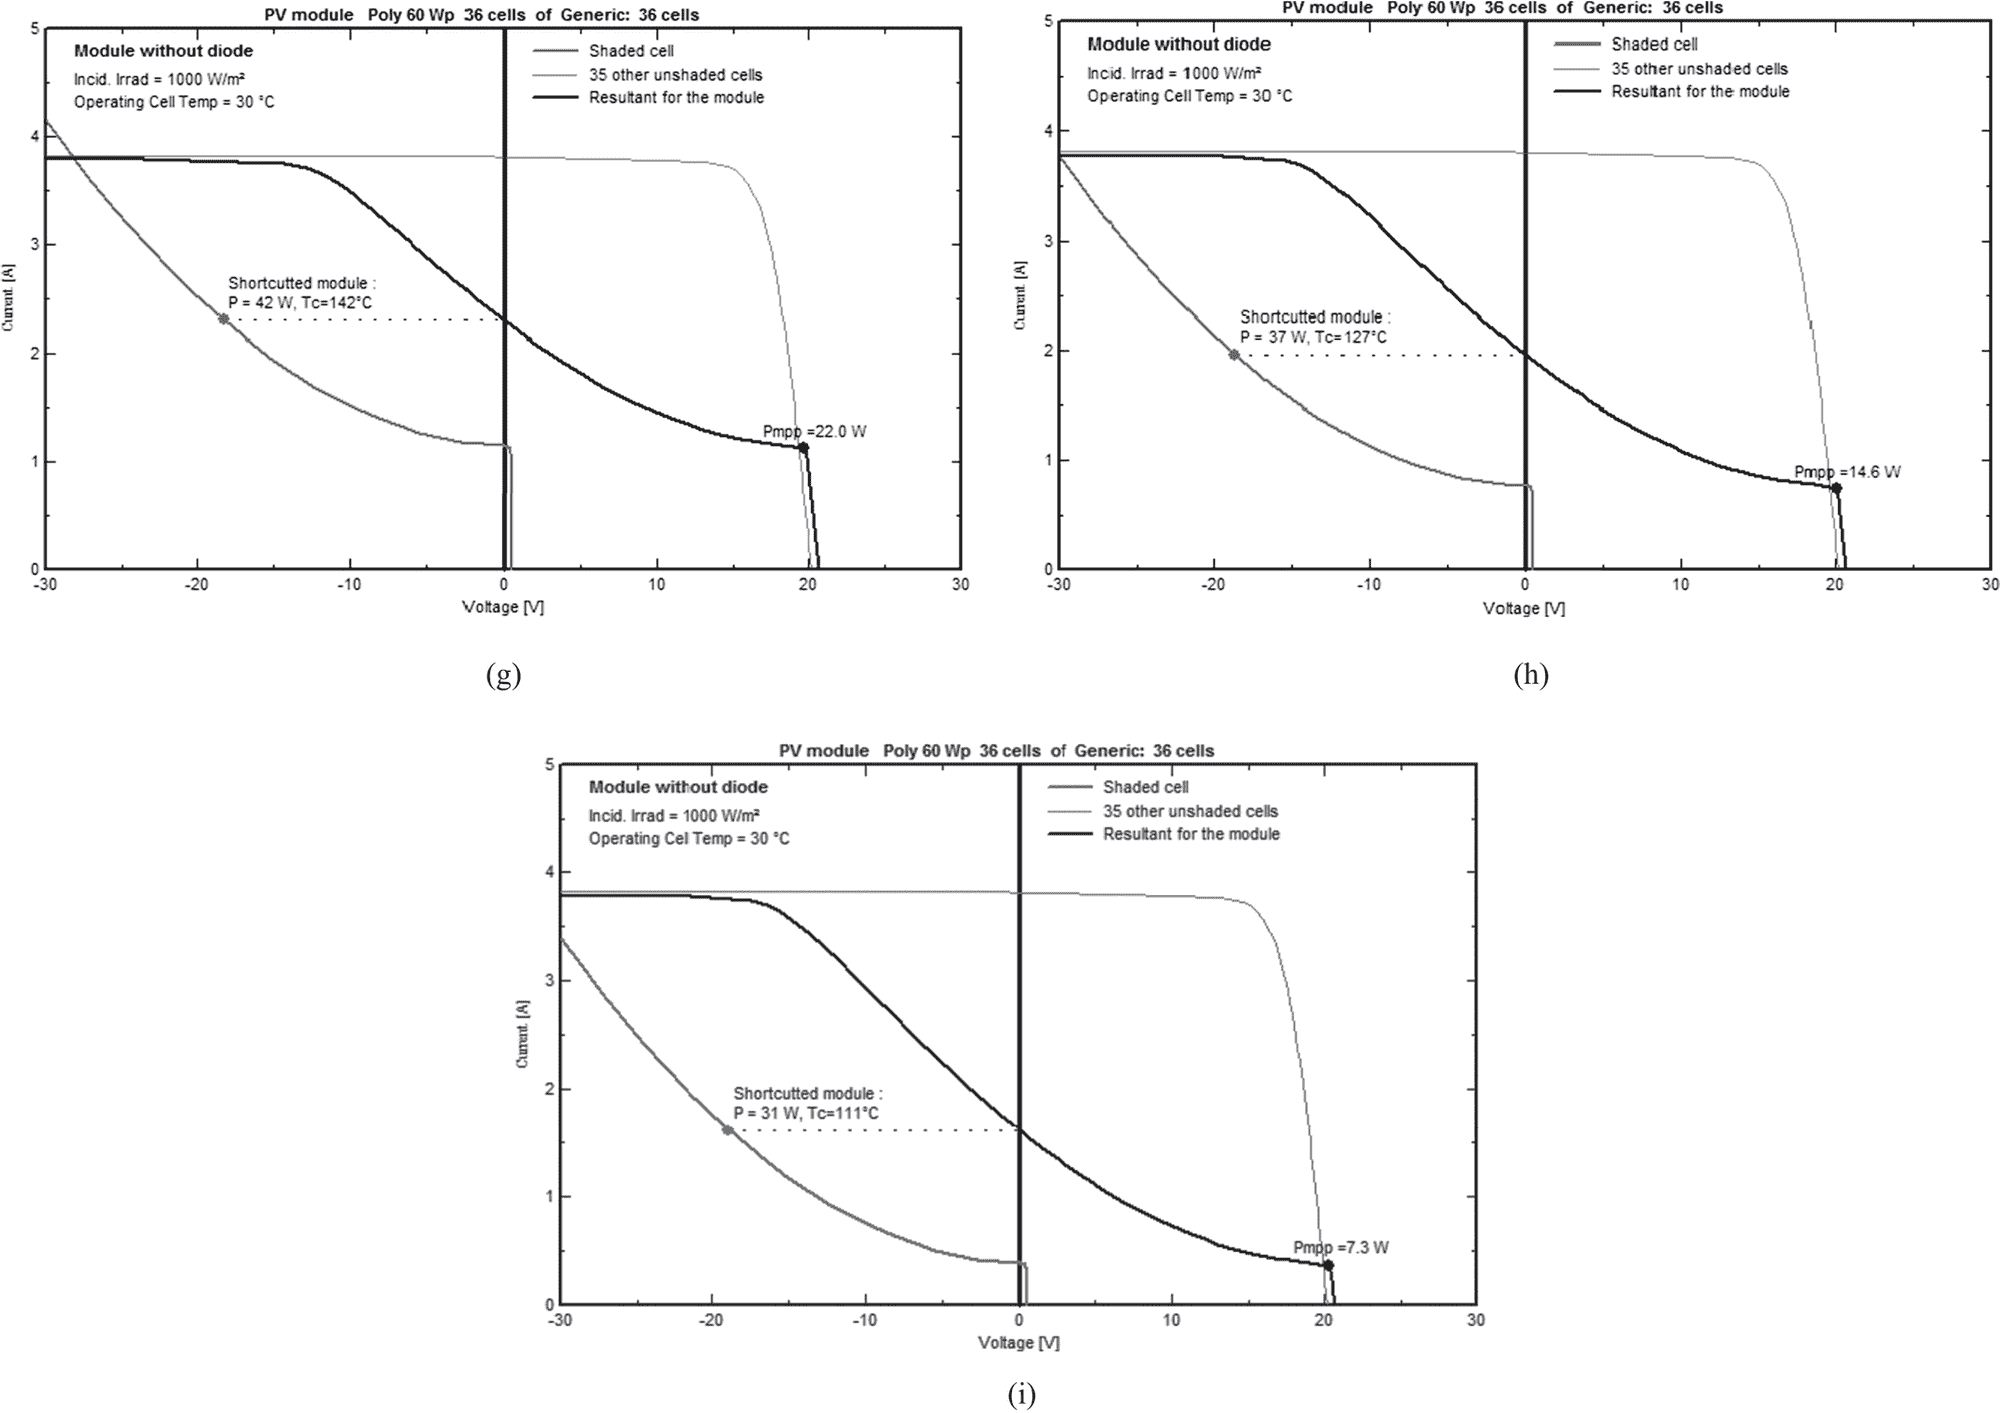 PV module Poly 60 Wp 36 cells of Generic: 36 cells
Module without diode
Incid. Irrad = 1000 W/m²
Operating Cell Temp = 30 °C
Shaded cell
35 other unshaded cells
Resultant for the module
Shortcutted module :
P = 42 W, Tc=142°C
Pmpp =22.0 W
Current [A]
5
4
3
2
1
0
-30 -20 -10 0 10 20 30
Voltage [V]
(g)
PV module Poly 60 Wp 36 cells of Generic: 36 cells
Module without diode
Incid. Irrad = 1000 W/m²
Operating Cell Temp = 30 °C
Shaded cell
35 other unshaded cells
Resultant for the module
Shortcutted module :
P = 37 W, Tc=127°C
Pmpp =14.6 W
Current [A]
5
4
3
2
1
0
-30 -20 -10 0 10 20 30
Voltage [V]
(h)
PV module Poly 60 Wp 36 cells of Generic: 36 cells
Module without diode
Incid. Irrad = 1000 W/m²
Operating Cel Temp = 30 °C
Shaded cell
35 other unshaded cells
Resultant for the module
Shortcutted module :
P = 31 W, Tc=111°C
Pmpp =7.3 W
Current [A]
5
4
3
2
1
0
-30 -20 -10 0 10 20 30
Voltage [V]
(i)